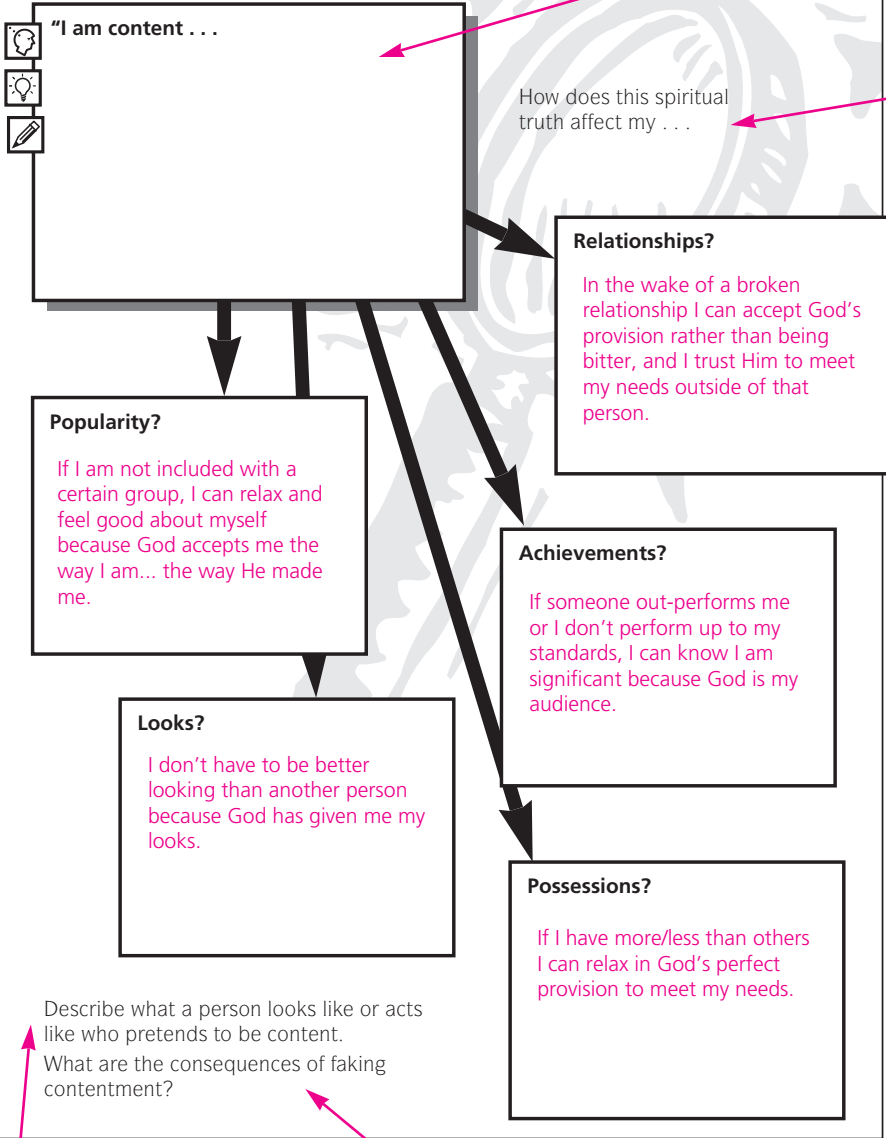 "I am content . . .
How does this spiritual
truth affect my . . .
Relationships?
In the wake of a broken
relationship I can accept God's
provision rather than being
bitter, and I trust Him to meet
my needs outside of that
person.
Popularity?
If I am not included with a
certain group, I can relax and
feel good about myself
because God accepts me the
way I am... the way He made
me.
Achievements?
If someone out-performs me
or I don't perform up to my
standards, I can know I am
significant because God is my
audience.
Looks?
I don't have to be better
looking than another person
because God has given me my
looks.
Possessions?
If I have more/less than others
I can relax in God's perfect
provision to meet my needs.
Describe what a person looks like or acts
like who pretends to be content.
What are the consequences of faking
contentment?